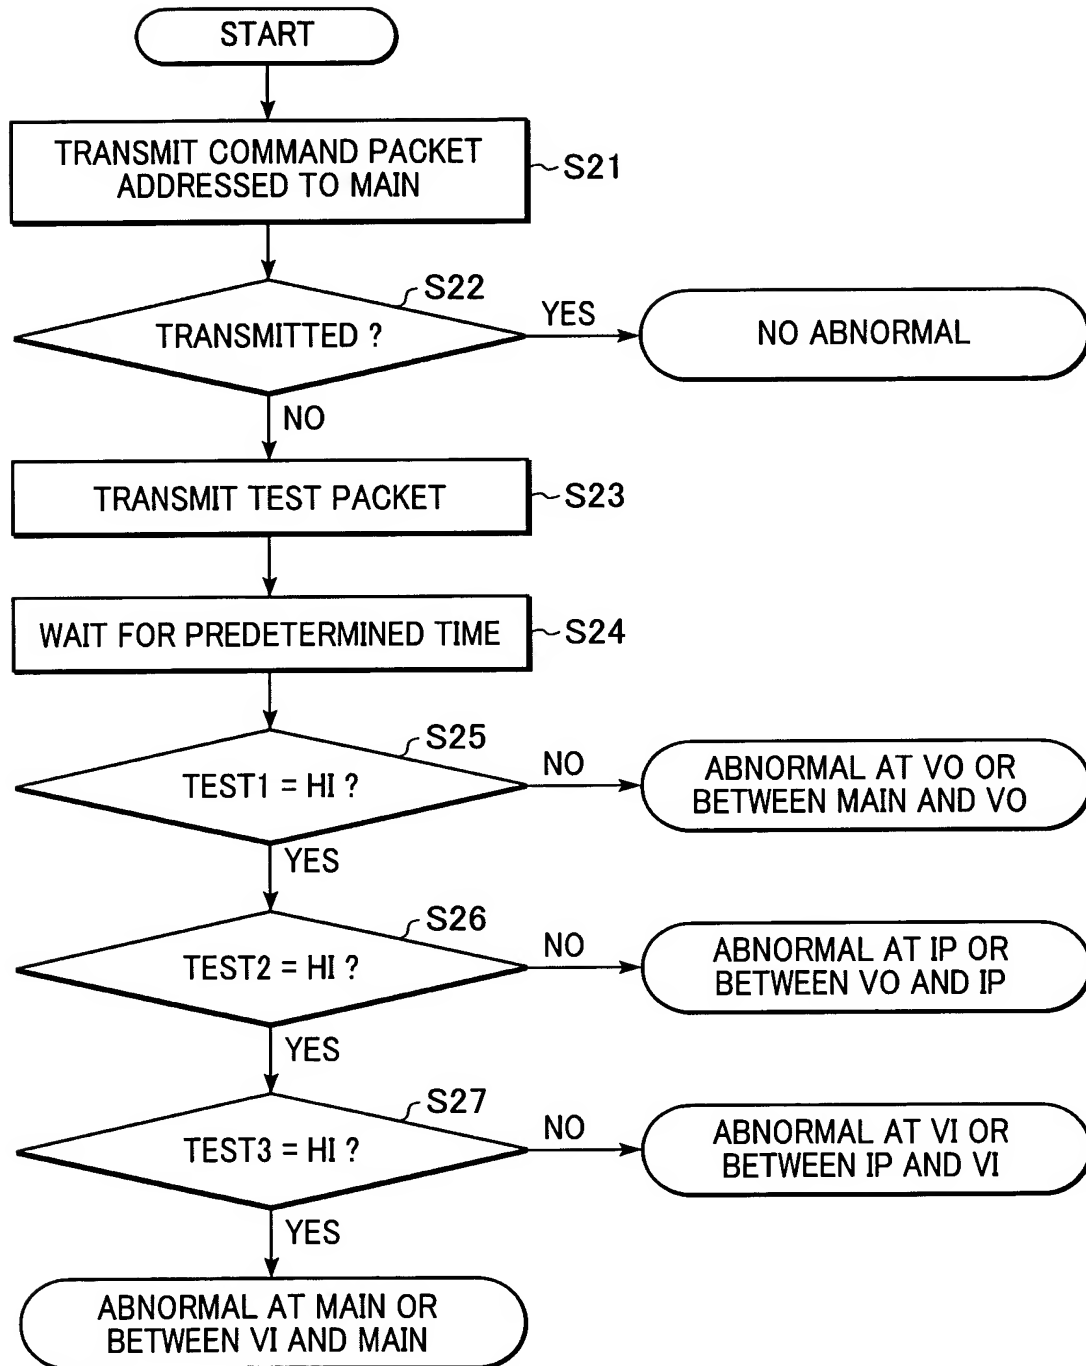 START
TRANSMIT COMMAND PACKET
ADDRESSED TO MAIN
S21
S22
TRANSMITTED ?
YES
NO ABNORMAL
NO
TRANSMIT TEST PACKET
S23
WAIT FOR PREDETERMINED TIME
S24
S25
TEST1 = HI ?
NO
ABNORMAL AT VO OR
BETWEEN MAIN AND VO
YES
S26
TEST2 = HI ?
NO
ABNORMAL AT IP OR
BETWEEN VO AND IP
YES
S27
TEST3 = HI ?
NO
ABNORMAL AT VI OR
BETWEEN IP AND VI
YES
ABNORMAL AT MAIN OR
BETWEEN VI AND MAIN